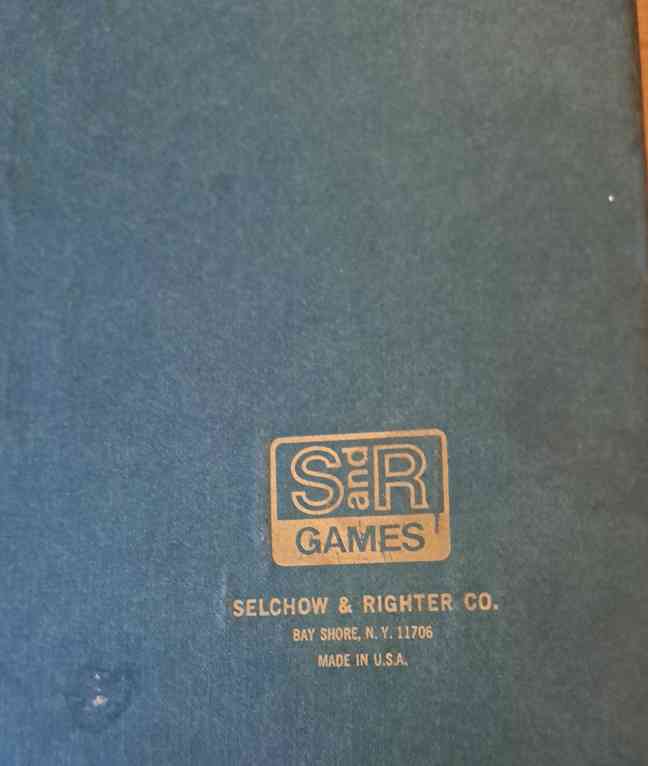 SandR
GAMES
SELCHOW & RIGHTER CO.
BAY SHORE, N. Y. 11706
MADE IN U.S.A.